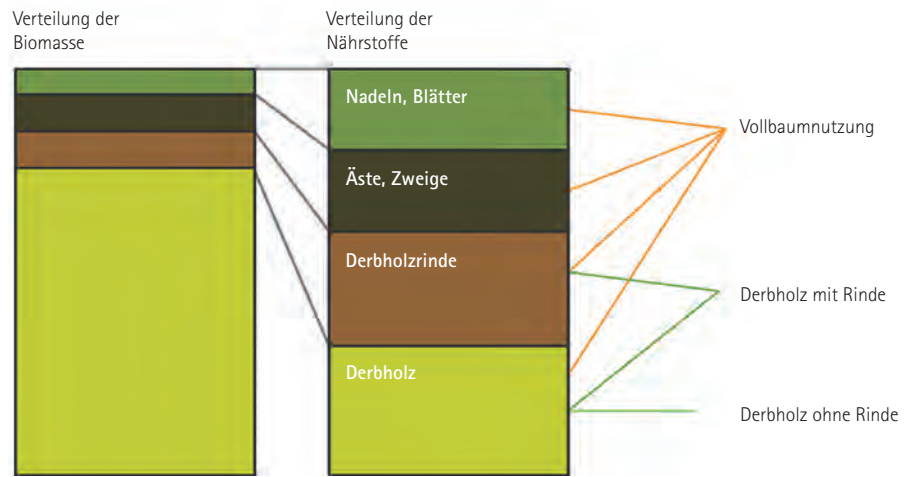 Verteilung der
Biomasse
Verteilung der
Nährstoffe
Nadeln, Blätter
Äste, Zweige
Derbholzrinde
Derbholz
Vollbaumnutzung
Derbholz mit Rinde
Derbholz ohne Rinde